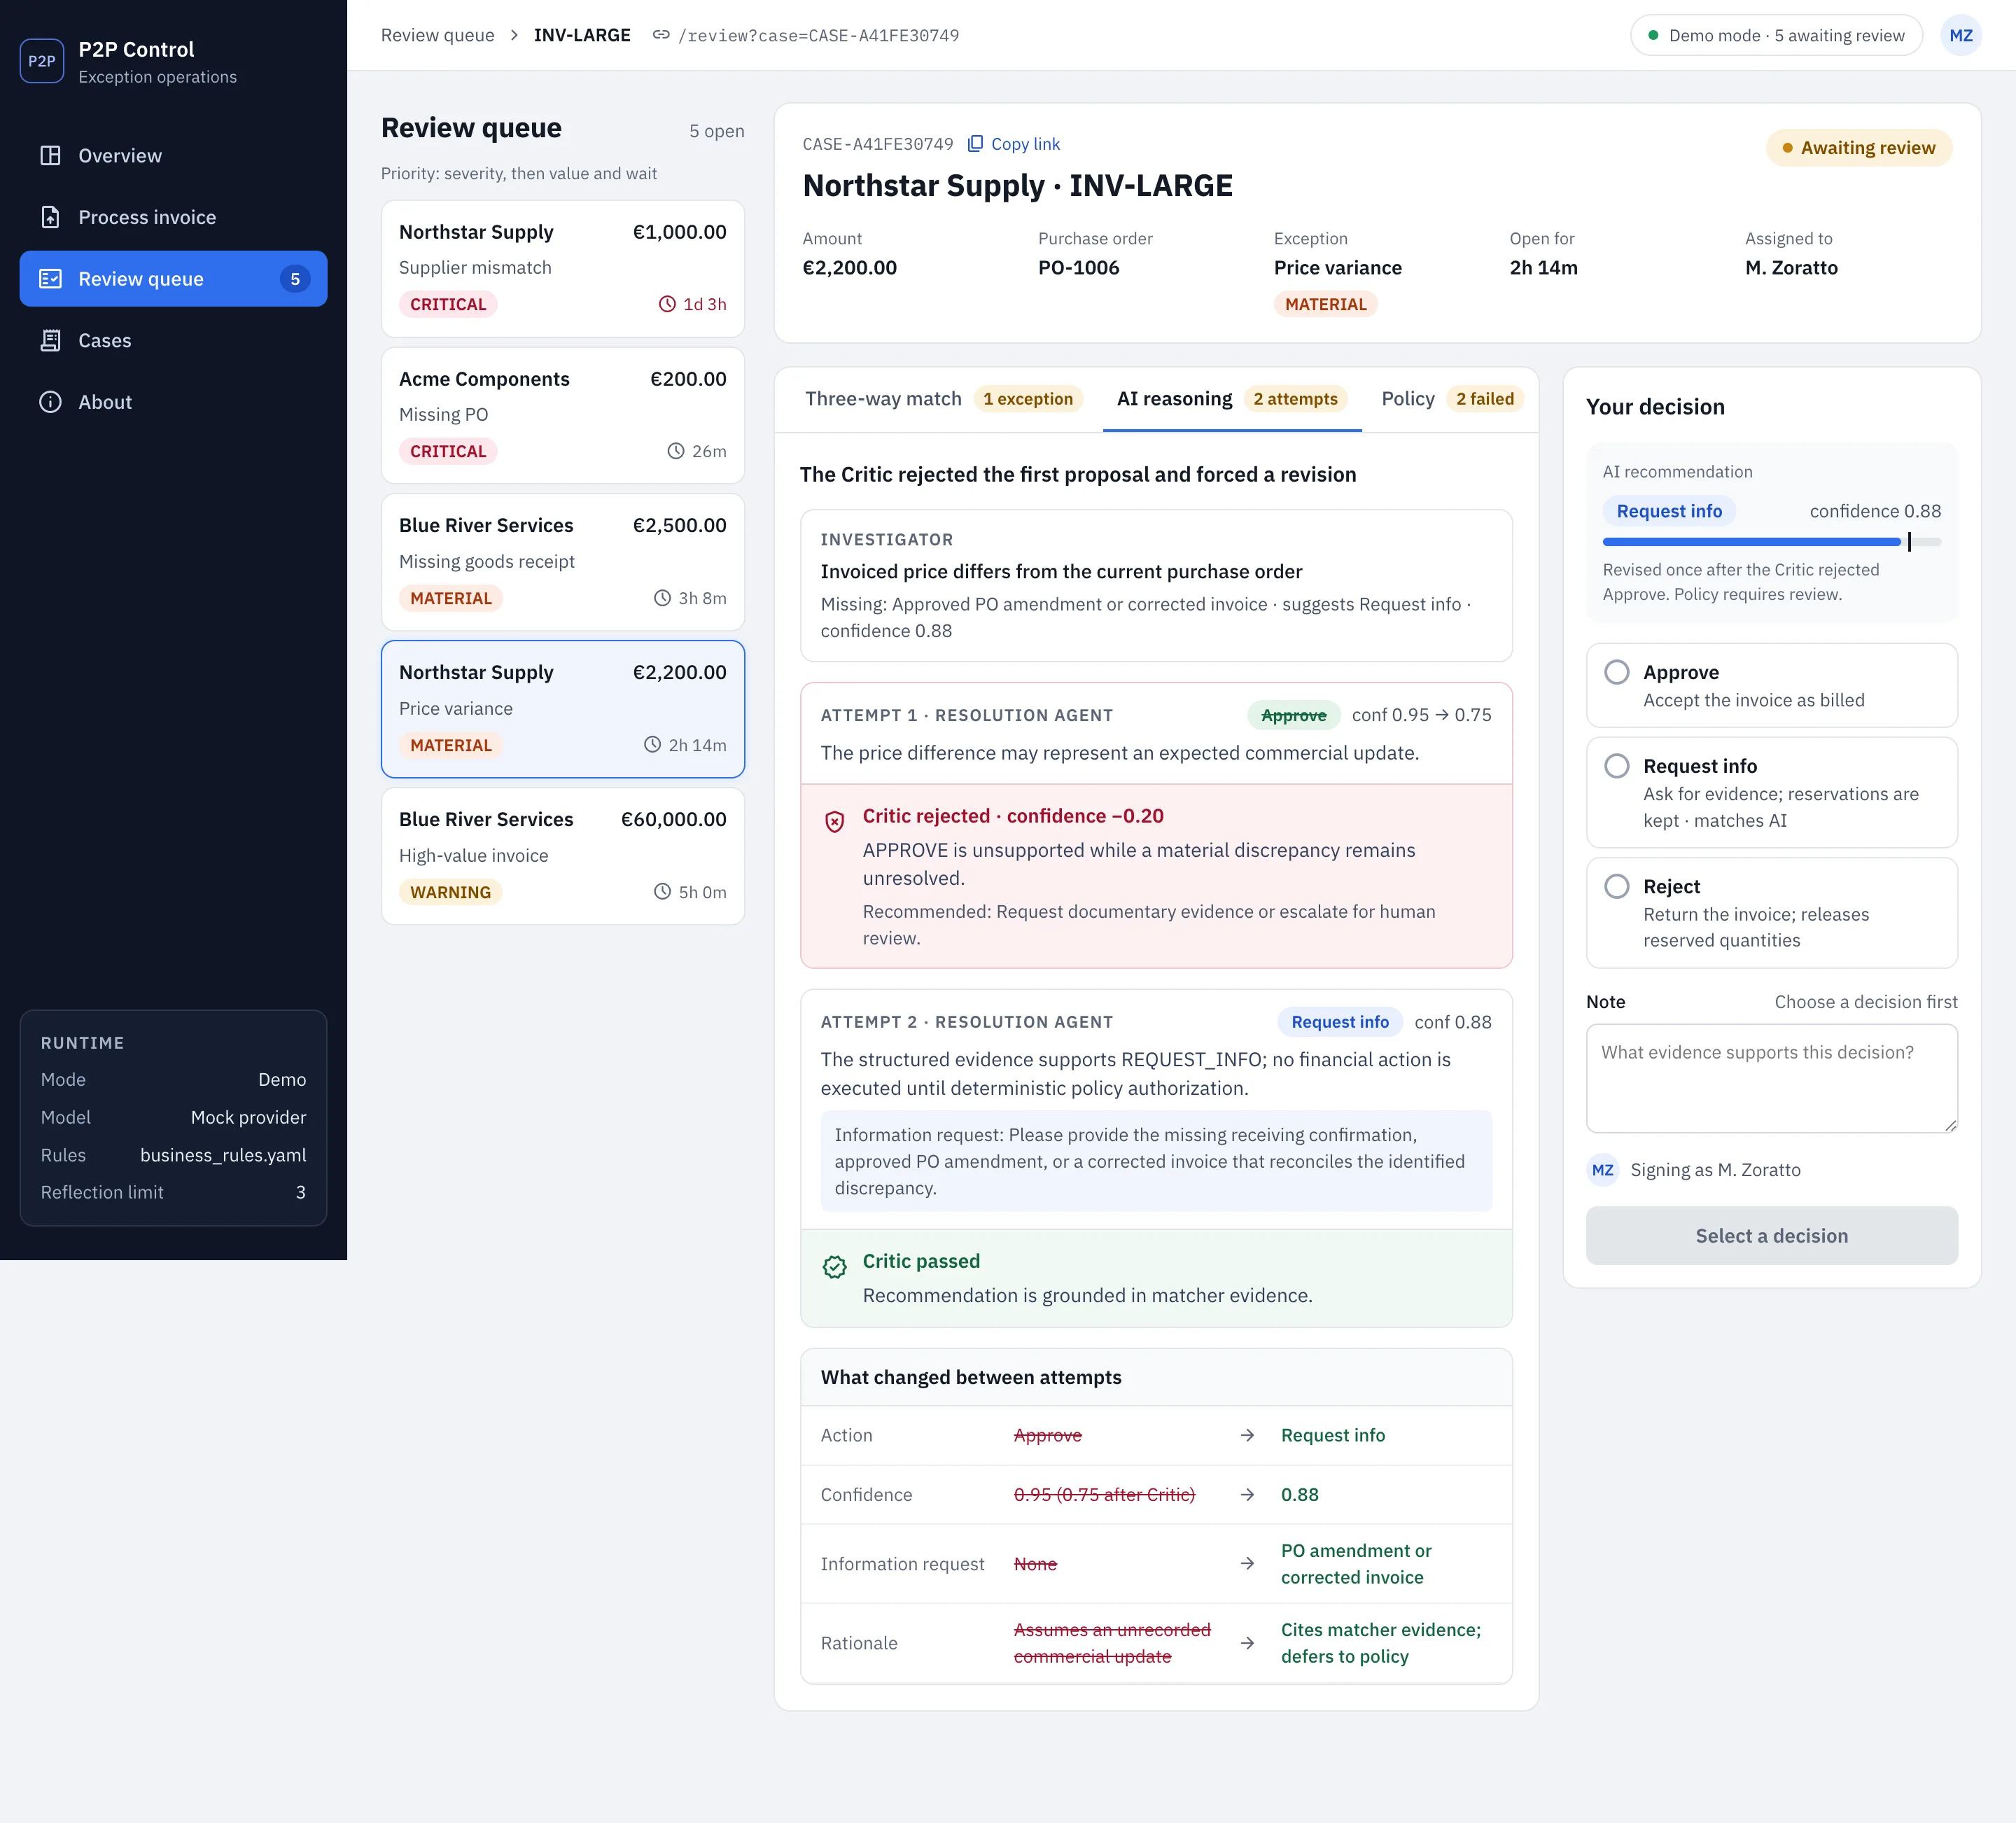 P2P
P2P Control
Exception operations
Overview
Process invoice
Review queue 5
Cases
About
RUNTIME
Mode Demo
Model Mock provider
Rules business_rules.yaml
Reflection limit 3
Review queue > INV-LARGE /review?case=CASE-A41FE30749
Demo mode · 5 awaiting review MZ
Review queue 5 open
Priority: severity, then value and wait
Northstar Supply €1,000.00
Supplier mismatch
CRITICAL 1d 3h
Acme Components €200.00
Missing PO
CRITICAL 26m
Blue River Services €2,500.00
Missing goods receipt
MATERIAL 3h 8m
Northstar Supply €2,200.00
Price variance
MATERIAL 2h 14m
Blue River Services €60,000.00
High-value invoice
WARNING 5h 0m
CASE-A41FE30749 Copy link
Awaiting review
Northstar Supply · INV-LARGE
Amount Purchase order Exception Open for Assigned to
€2,200.00 PO-1006 Price variance 2h 14m M. Zoratto
MATERIAL
Three-way match 1 exception AI reasoning 2 attempts Policy 2 failed
The Critic rejected the first proposal and forced a revision
INVESTIGATOR
Invoiced price differs from the current purchase order
Missing: Approved PO amendment or corrected invoice · suggests Request info ·
confidence 0.88
ATTEMPT 1 · RESOLUTION AGENT Approve conf 0.95 → 0.75
The price difference may represent an expected commercial update.
Critic rejected · confidence −0.20
APPROVE is unsupported while a material discrepancy remains
unresolved.
Recommended: Request documentary evidence or escalate for human
review.
ATTEMPT 2 · RESOLUTION AGENT Request info conf 0.88
The structured evidence supports REQUEST_INFO; no financial action is
executed until deterministic policy authorization.
Information request: Please provide the missing receiving confirmation,
approved PO amendment, or a corrected invoice that reconciles the identified
discrepancy.
Critic passed
Recommendation is grounded in matcher evidence.
What changed between attempts
Action Approve → Request info
Confidence 0.95 (0.75 after Critic) → 0.88
Information request None → PO amendment or
corrected invoice
Rationale Assumes an unrecorded
commercial update → Cites matcher evidence;
defers to policy
Your decision
AI recommendation
Request info confidence 0.88
Revised once after the Critic rejected
Approve. Policy requires review.
Approve
Accept the invoice as billed
Request info
Ask for evidence; reservations are
kept · matches AI
Reject
Return the invoice; releases
reserved quantities
Note Choose a decision first
What evidence supports this decision?
MZ Signing as M. Zoratto
Select a decision